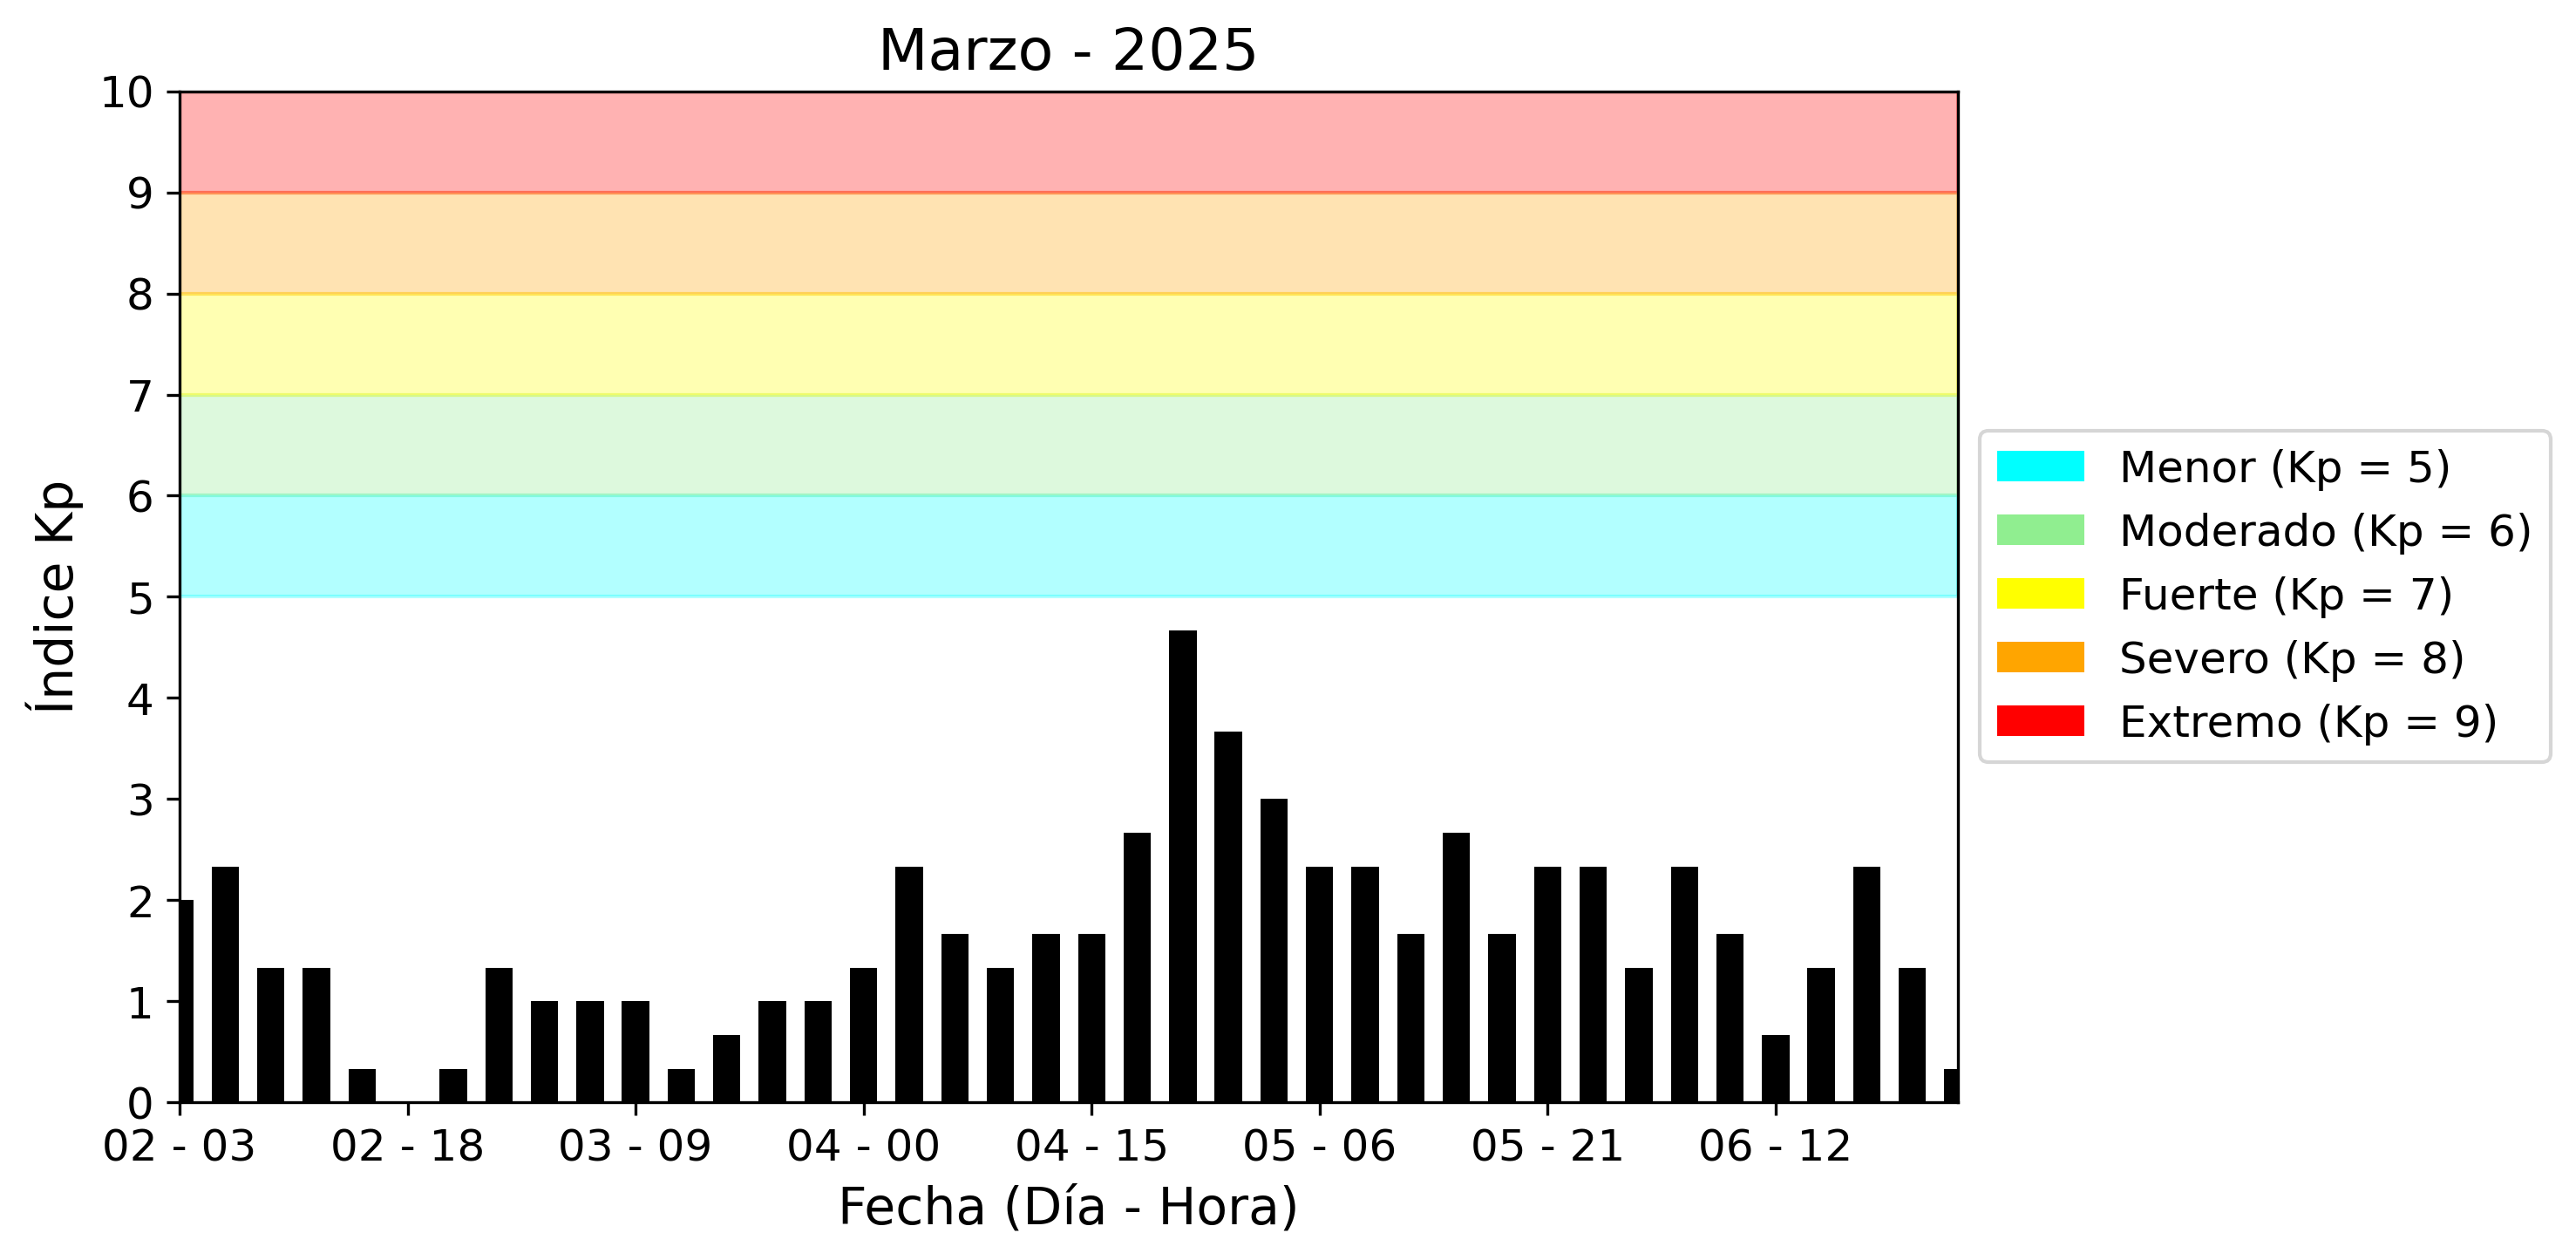 Marzo - 2025
10
9
8
7
6
5
4
3
2
1
0
Índice Kp
02 - 03
02 - 18
03 - 09
04 - 00
04 - 15
05 - 06
05 - 21
06 - 12
Fecha (Día - Hora)
Menor (Kp = 5)
Moderado (Kp = 6)
Fuerte (Kp = 7)
Severo (Kp = 8)
Extremo (Kp = 9)